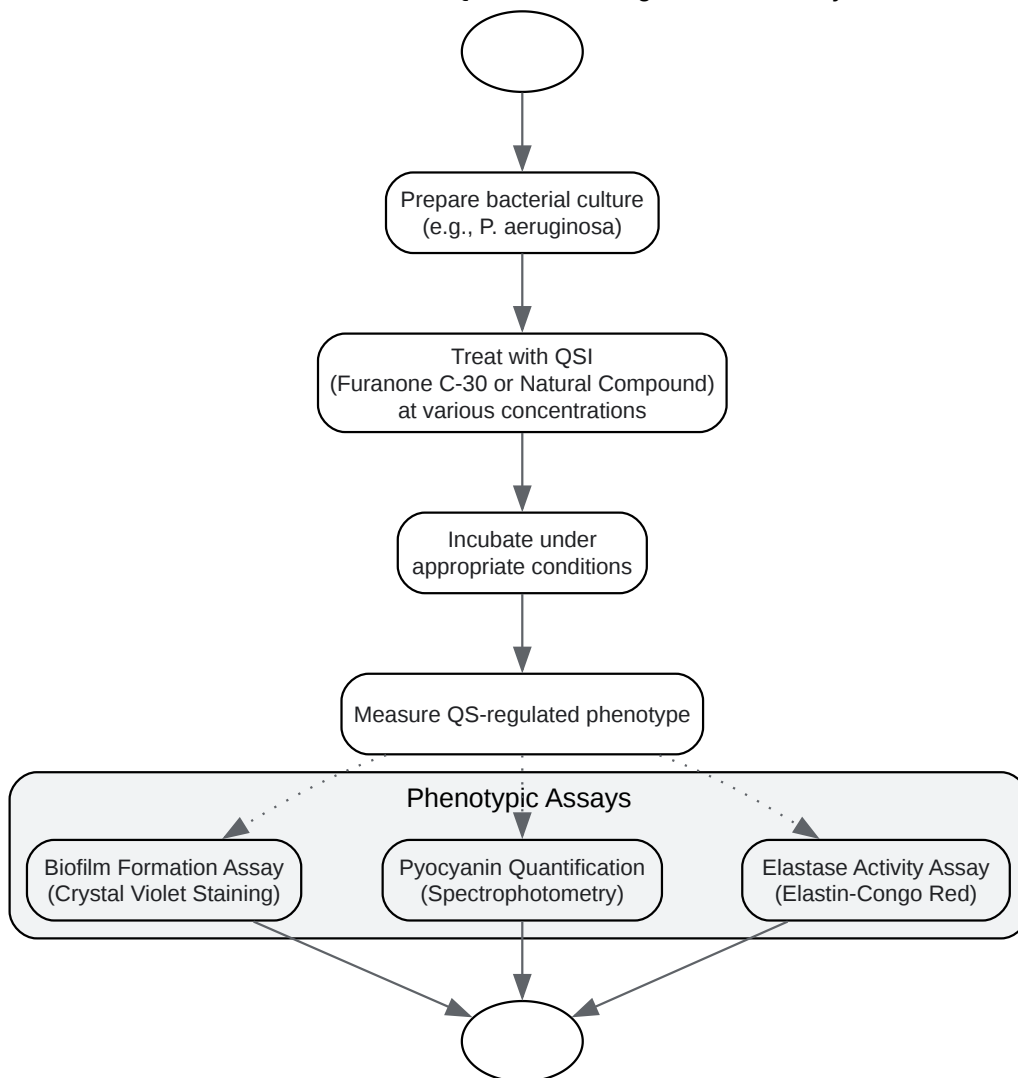 Prepare bacterial culture
(e.g., P. aeruginosa)
Treat with QSI
(Furanone C-30 or Natural Compound)
at various concentrations
Incubate under
appropriate conditions
Measure QS-regulated phenotype
Phenotypic Assays
Biofilm Formation Assay
(Crystal Violet Staining)
Pyocyanin Quantification
(Spectrophotometry)
Elastase Activity Assay
(Elastin-Congo Red)